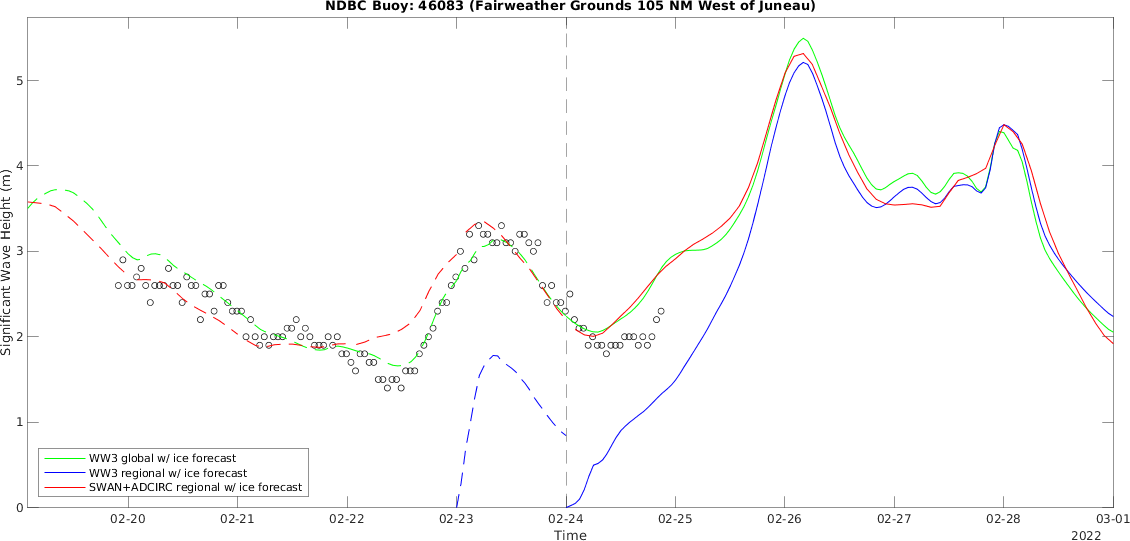 NDBC Buoy: 46083 (Fairweather Grounds 105 NM West of Juneau)
Significant Wave Height (m)
5
4
3
2
1
0
WW3 global w/ ice forecast
WW3 regional w/ ice forecast
SWAN+ADCIRC regional w/ ice forecast
02-20 02-21 02-22 02-23 02-24 02-25 02-26 02-27 02-28 03-01
Time
2022